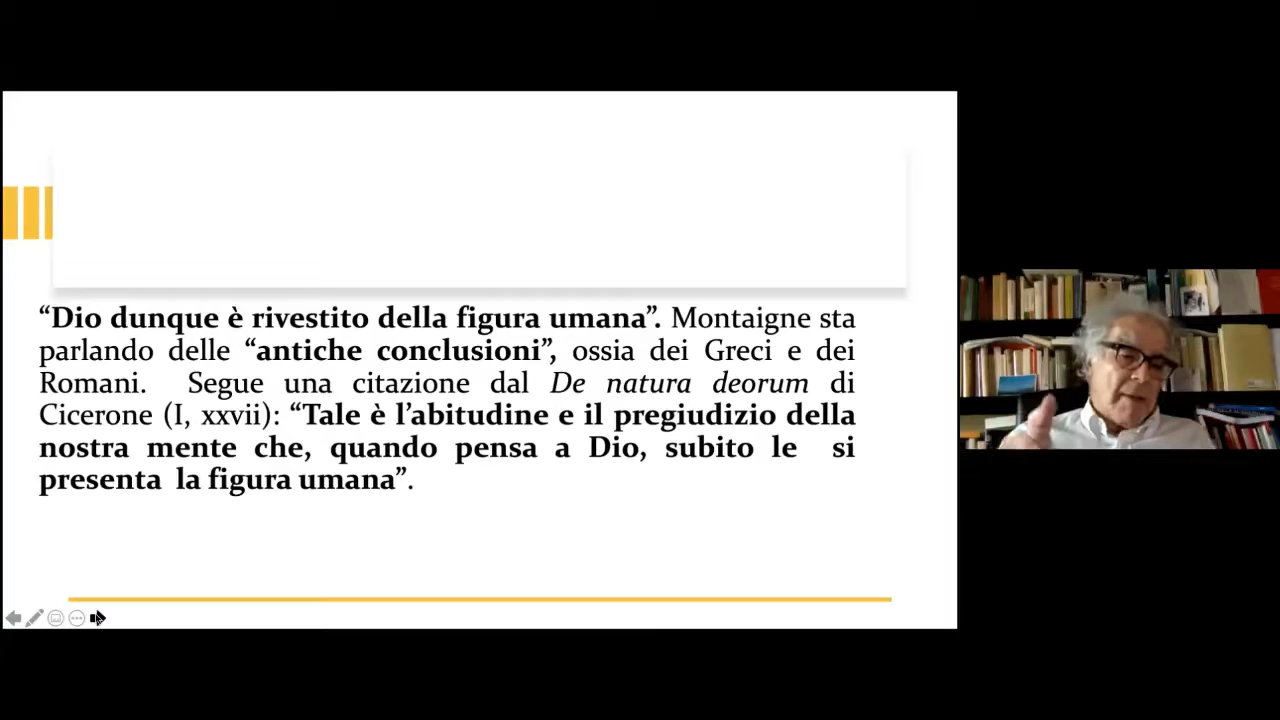 “Dio dunque è rivestito della figura umana”. Montaigne sta
parlando delle “antiche conclusioni”, ossia dei Greci e dei
Romani. Segue una citazione dal De natura deorum di
Cicerone (I, xxvii): “Tale è l’abitudine e il pregiudizio della
nostra mente che, quando pensa a Dio, subito le si
presenta la figura umana”.